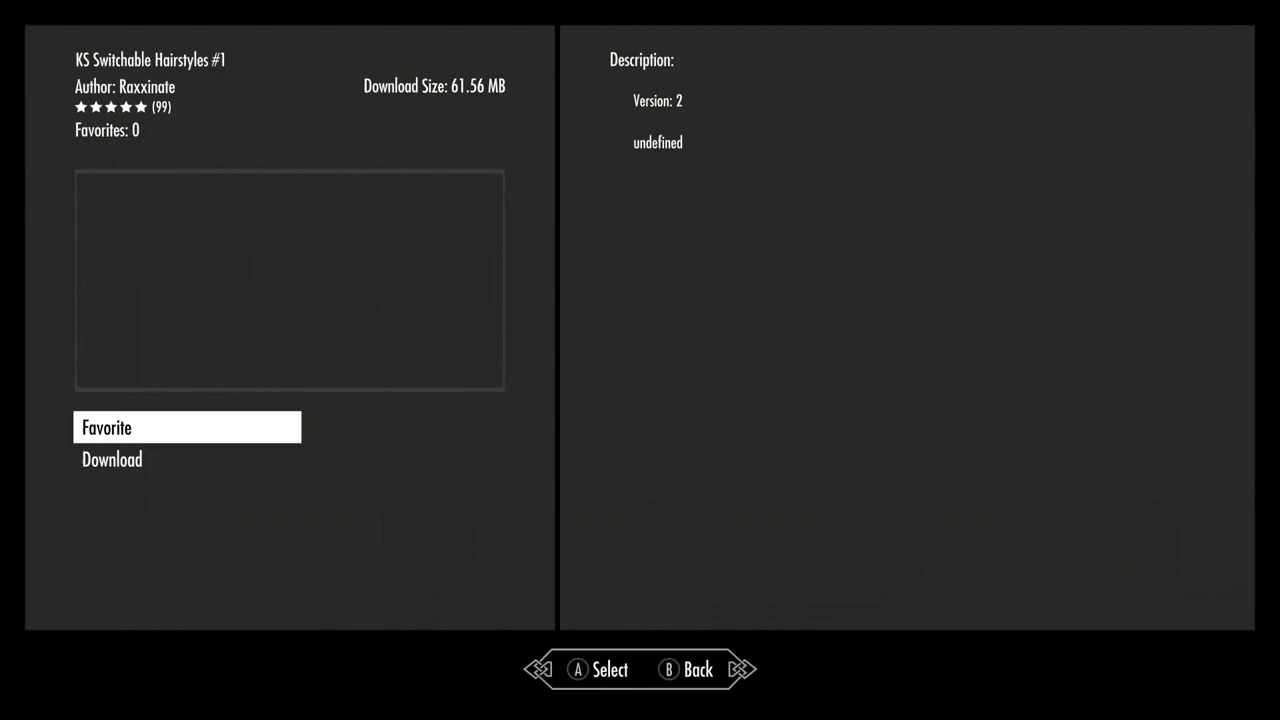 KS Switchable Hairstyles #1
Author: Raxxinate
Download Size: 61.56 MB
★★★★★ (99)
Favorites: 0
Favorite
Download
Description:
Version: 2
undefined
A Select B Back